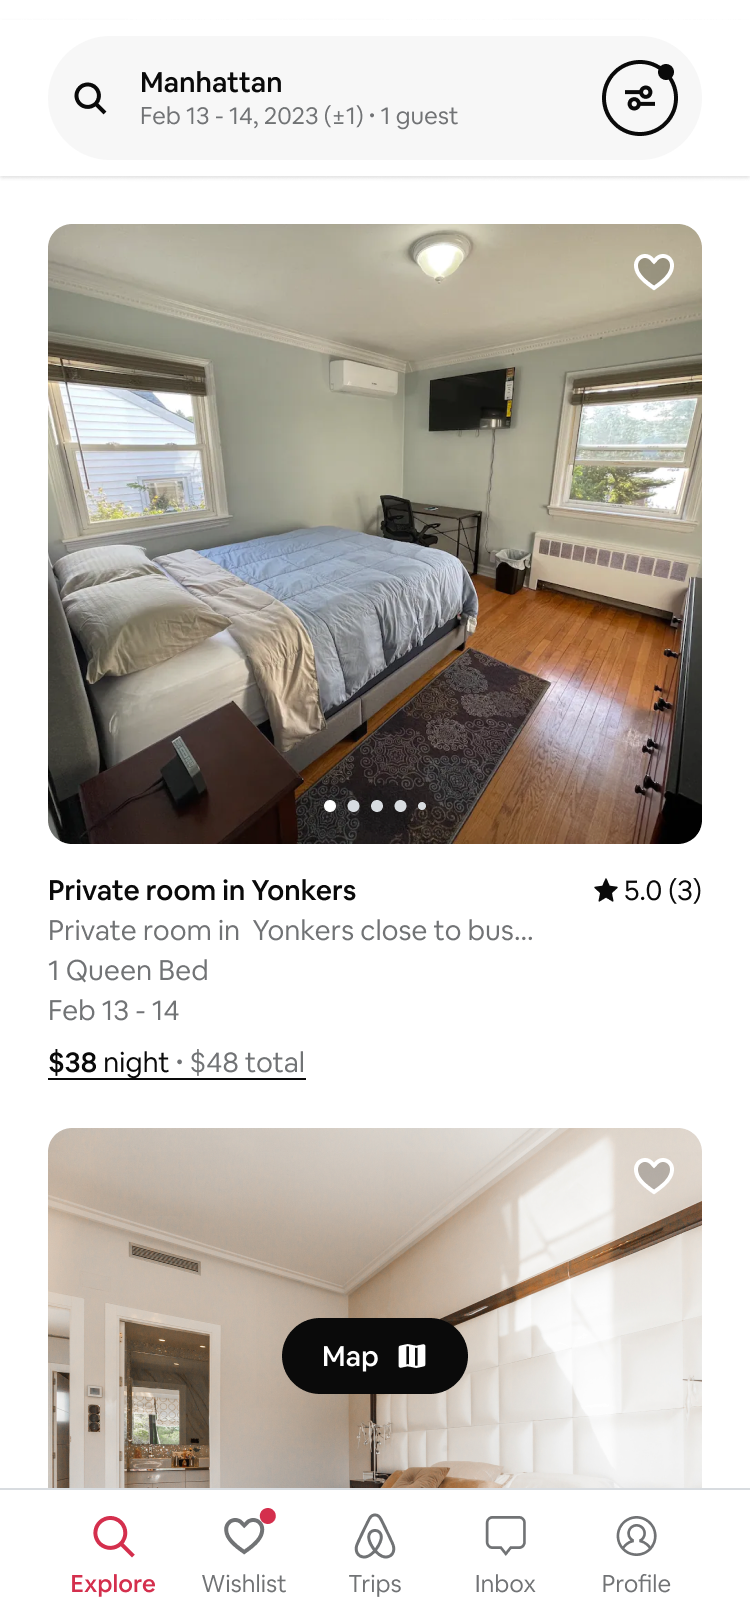 Manhattan
Feb 13 - 14, 2023 (±1) • 1 guest
Private room in Yonkers
5.0 (3)
Private room in  Yonkers close to bus...
1 Queen Bed
Feb 13 - 14
$38 night • $48 total
Map
Explore
Wishlist
Trips
Inbox
Profile